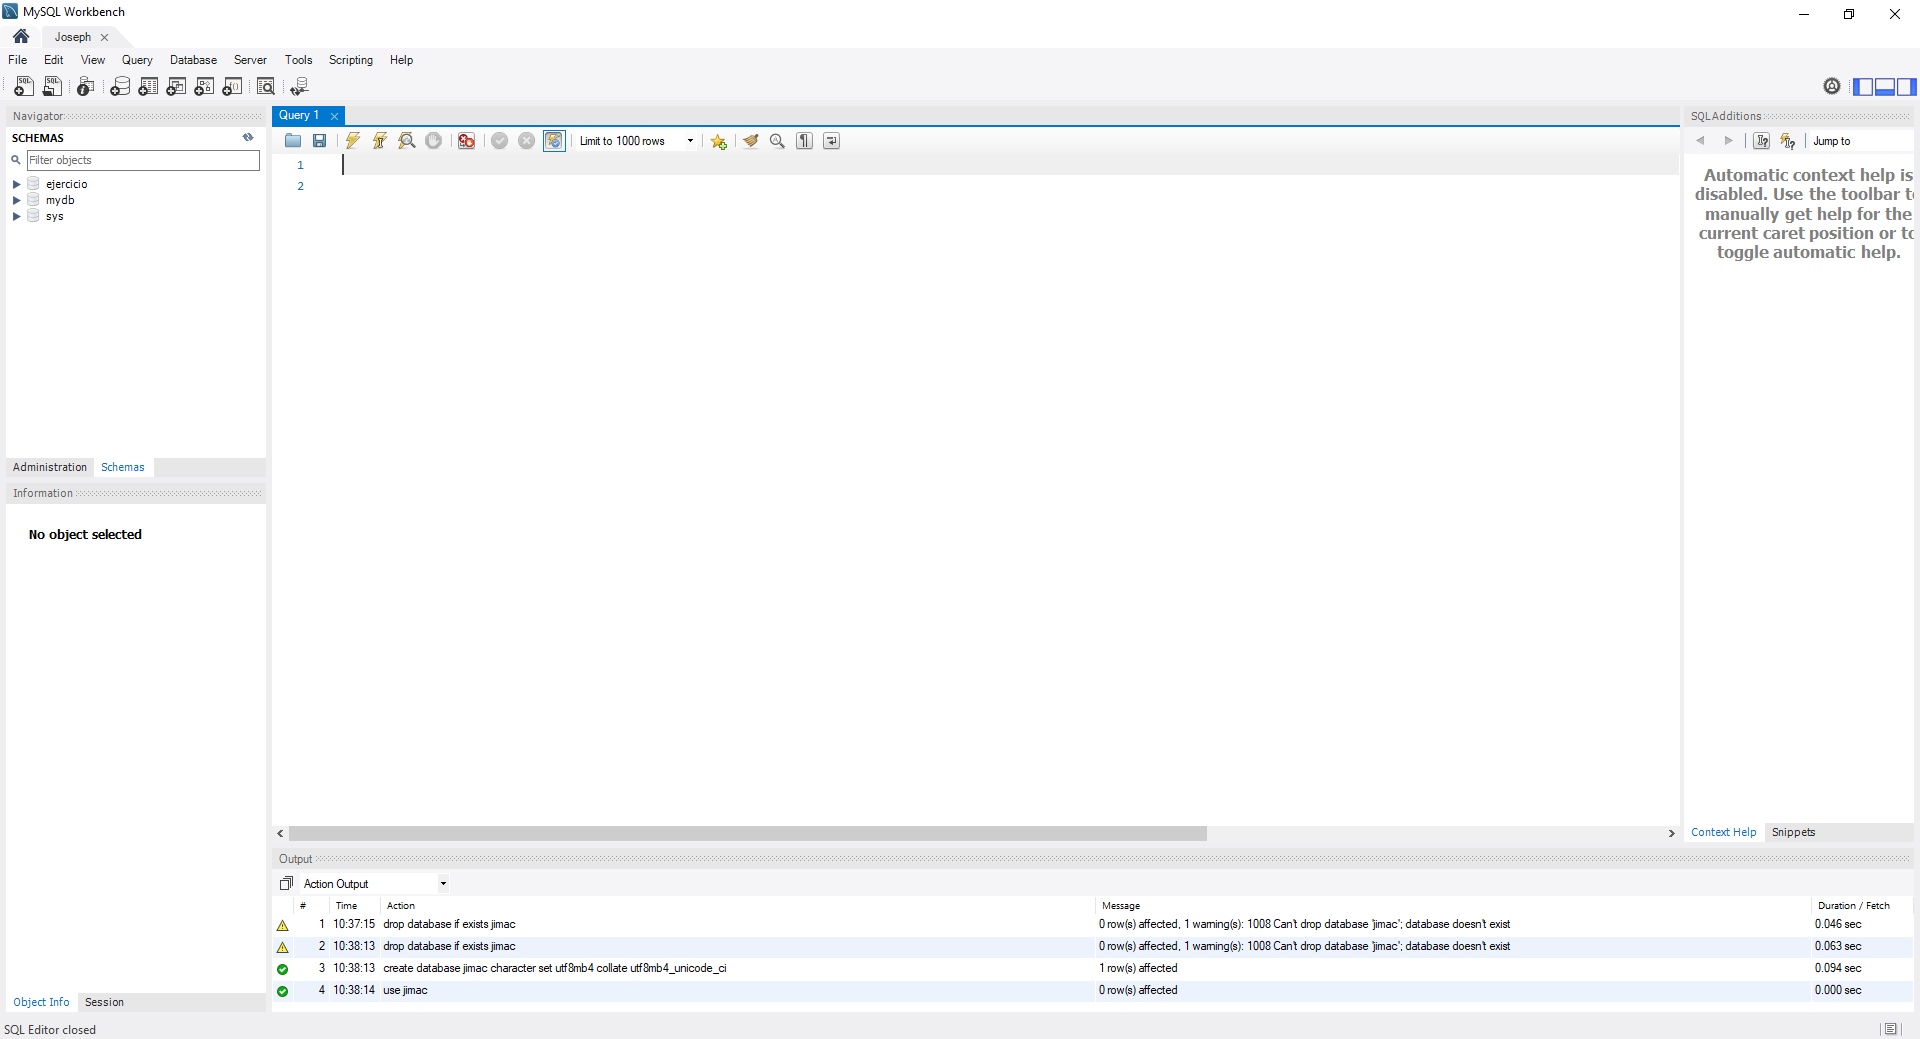 MySQL Workbench
Joseph
File Edit View Query Database Server Tools Scripting Help
Navigator
SCHEMAS
Filter objects
ejercicio
mydb
sys
Administration Schemas
Information
No object selected
Object Info Session
Query 1
Limit to 1000 rows
1
2
SQLAdditions
Jump to
Automatic context help is
disabled. Use the toolbar t
manually get help for the
current caret position or to
toggle automatic help.
Context Help Snippets
Output
Action Output
# Time Action Message Duration / Fetch
1 10:37:15 drop database if exists jimac 0 row(s) affected, 1 warning(s): 1008 Can't drop database 'jimac'; database doesn't exist 0.046 sec
2 10:38:13 drop database if exists jimac 0 row(s) affected, 1 warning(s): 1008 Can't drop database 'jimac'; database doesn't exist 0.063 sec
3 10:38:13 create database jimac character set utf8mb4 collate utf8mb4_unicode_ci 1 row(s) affected 0.094 sec
4 10:38:14 use jimac 0 row(s) affected 0.000 sec
SQL Editor closed